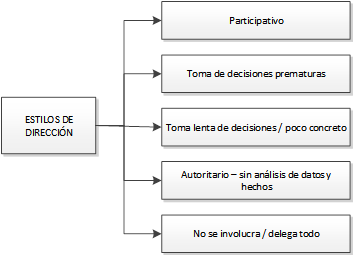 Participativo
Toma de decisiones prematuras
ESTILOS DE
DIRECCIÓN
Toma lenta de decisiones / poco concreto
Autoritario – sin análisis de datos y
hechos
No se involucra / delega todo